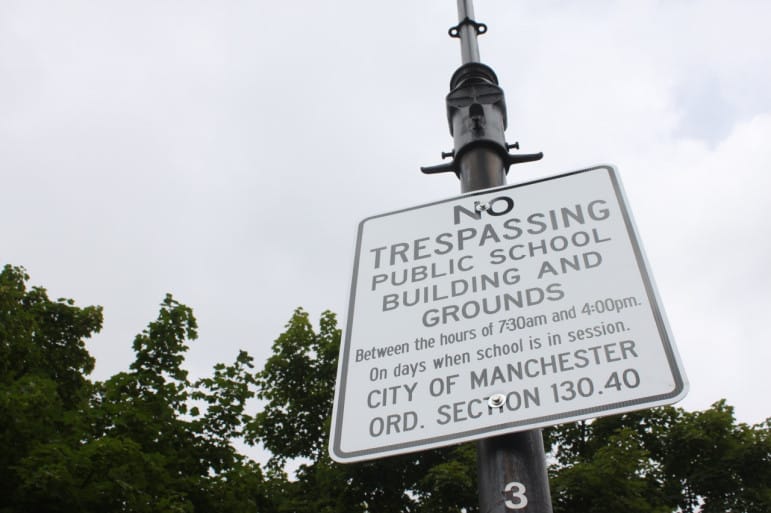 NO
TRESPASSING
PUBLIC SCHOOL
BUILDING AND
GROUNDS
Between the hours of 7:30am and 4:00pm.
On days when school is in session.
CITY OF MANCHESTER
ORD. SECTION 130.40
3